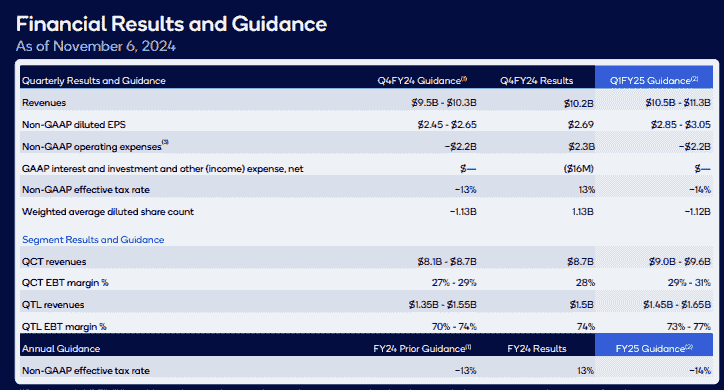 Financial Results and Guidance
As of November 6, 2024
Quarterly Results and Guidance Q4FY24 Guidance(1) Q4FY24 Results Q1FY25 Guidance(2)
Revenues $9.5B - $10.3B $10.2B $10.5B - $11.3B
Non-GAAP diluted EPS $2.45 - $2.65 $2.69 $2.85 - $3.05
Non-GAAP operating expenses(3) ~$2.2B $2.3B ~$2.2B
GAAP interest and investment and other (income) expense, net $— ($16M) $—
Non-GAAP effective tax rate ~13% 13% ~14%
Weighted average diluted share count ~1.13B 1.13B ~1.12B
Segment Results and Guidance
QCT revenues $8.1B - $8.7B $8.7B $9.0B - $9.6B
QCT EBT margin % 27% - 29% 28% 29% - 31%
QTL revenues $1.35B - $1.55B $1.5B $1.45B - $1.65B
QTL EBT margin % 70% - 74% 74% 73% - 77%
Annual Guidance FY24 Prior Guidance(1) FY24 Results FY25 Guidance(2)
Non-GAAP effective tax rate ~13% 13% ~14%